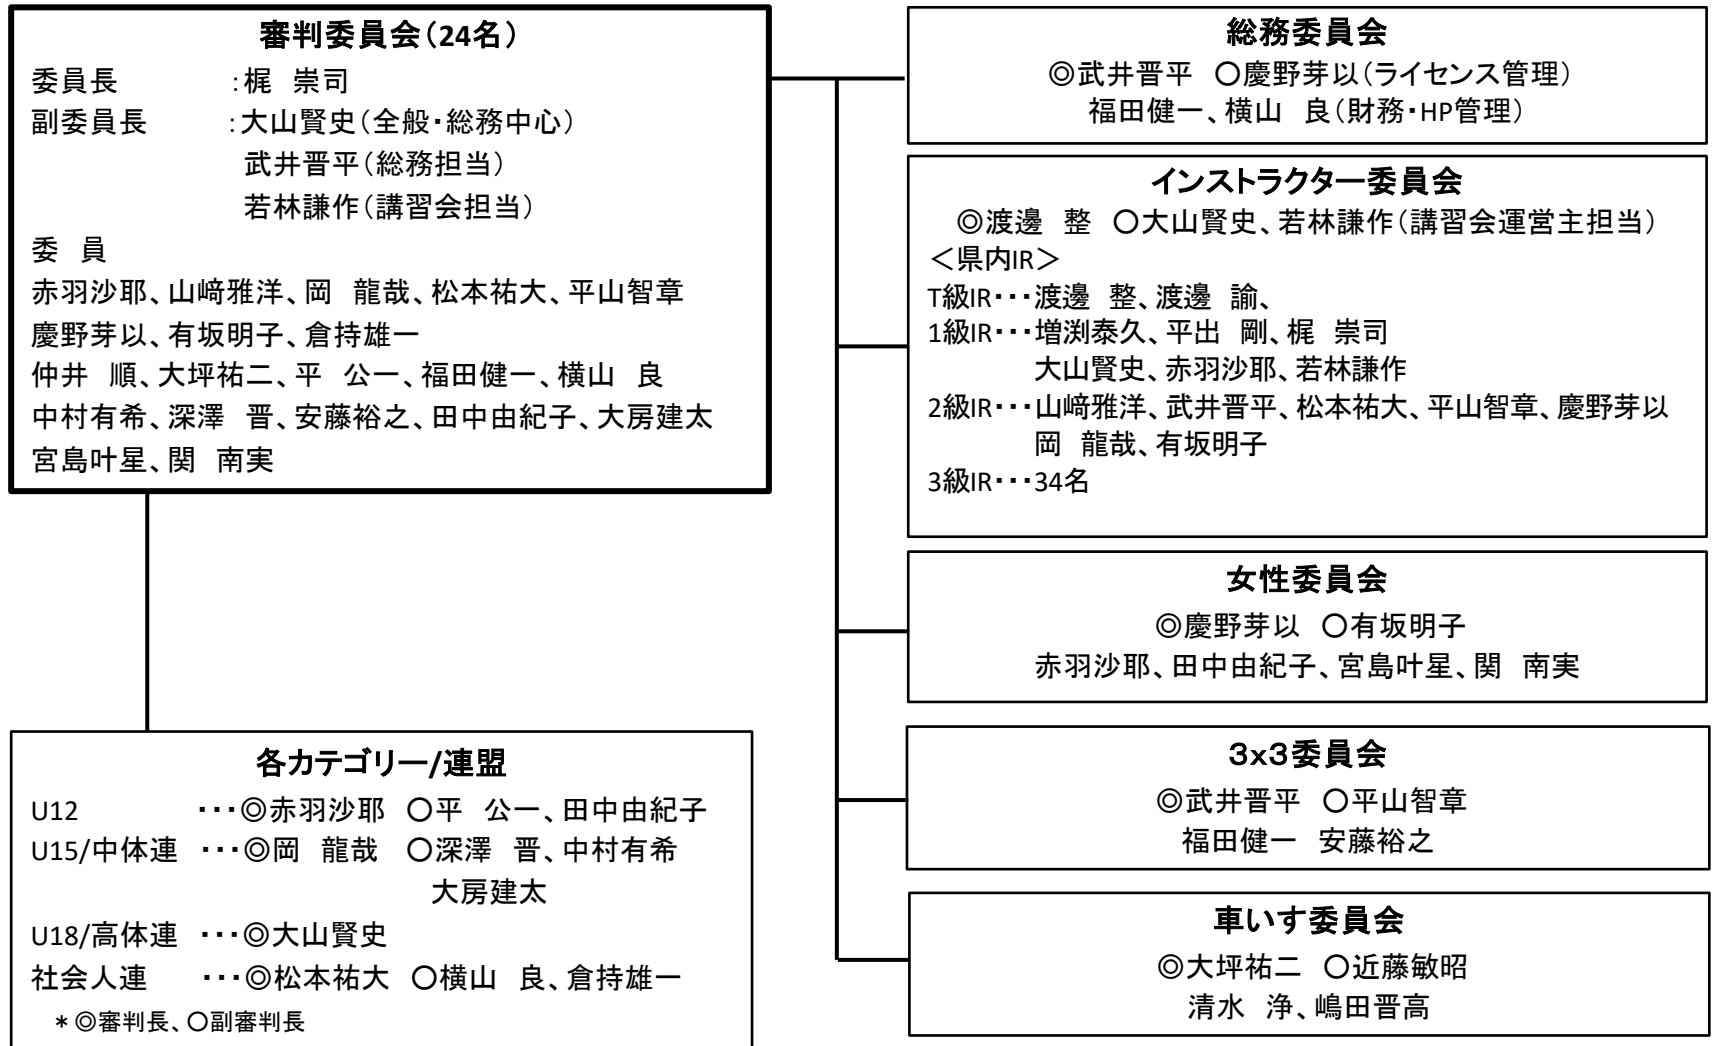 審判委員会（24名）
委員長　　　：梶　崇司
副委員長　　：大山賢史（全般・総務中心）
武井晋平（総務担当）
若林謙作（講習会担当）
委　員
赤羽沙耶、山﨑雅洋、岡　龍哉、松本祐大、平山智章
慶野芽以、有坂明子、倉持雄一
仲井　順、大坪祐二、平　公一、福田健一、横山　良
中村有希、深澤　晋、安藤裕之、田中由紀子、大房建太
宮島叶星、関　南実
各カテゴリー/連盟
U12　　　・・・◎赤羽沙耶　〇平　公一、田中由紀子
U15/中体連　・・・◎岡　龍哉　〇深澤　晋、中村有希
大房建太
U18/高体連　・・・◎大山賢史
社会人連　　・・・◎松本祐大　〇横山　良、倉持雄一
＊◎審判長、〇副審判長
総務委員会
◎武井晋平　〇慶野芽以（ライセンス管理）
福田健一、横山　良（財務・HP管理）
インストラクター委員会
◎渡邊　整　〇大山賢史、若林謙作（講習会運営主担当）
＜県内IR＞
T級IR・・・渡邊　整、渡邊　諭、
1級IR・・・増渕泰久、平出　剛、梶　崇司
大山賢史、赤羽沙耶、若林謙作
2級IR・・・山﨑雅洋、武井晋平、松本祐大、平山智章、慶野芽以
岡　龍哉、有坂明子
3級IR・・・34名
女性委員会
◎慶野芽以　〇有坂明子
赤羽沙耶、田中由紀子、宮島叶星、関　南実
３ｘ３委員会
◎武井晋平　〇平山智章
福田健一　安藤裕之
車いす委員会
◎大坪祐二　〇近藤敏昭
清水　浄、嶋田晋高